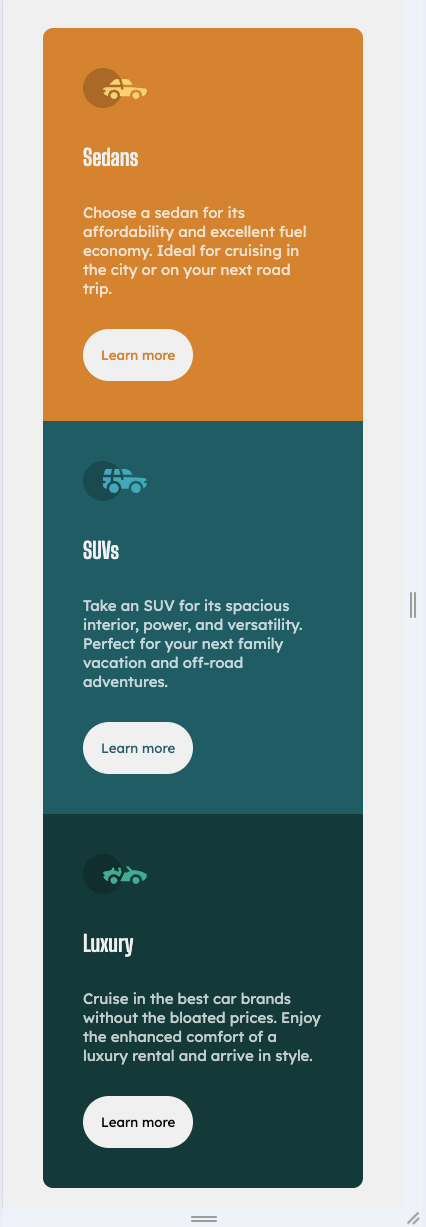 Sedans
Choose a sedan for its
affordability and excellent fuel
economy. Ideal for cruising in
the city or on your next road
trip.
Learn more
SUVs
Take an SUV for its spacious
interior, power, and versatility.
Perfect for your next family
vacation and off-road
adventures.
Learn more
Luxury
Cruise in the best car brands
without the bloated prices. Enjoy
the enhanced comfort of a
luxury rental and arrive in style.
Learn more